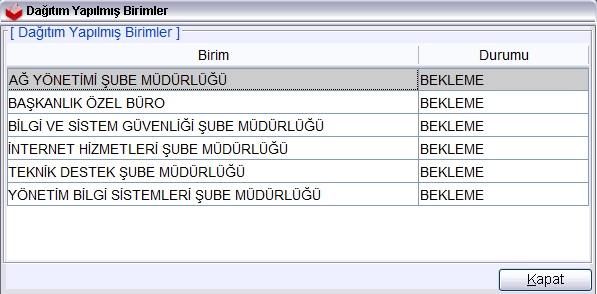 Dağıtım Yapılmış Birimler
[ Dağıtım Yapılmış Birimler ]
Birim Durumu
AĞ YÖNETİMİ ŞUBE MÜDÜRLÜĞÜ BEKLEME
BAŞKANLIK ÖZEL BÜRO BEKLEME
BİLGİ VE SİSTEM GÜVENLİĞİ ŞUBE MÜDÜRLÜĞÜ BEKLEME
İNTERNET HİZMETLERİ ŞUBE MÜDÜRLÜĞÜ BEKLEME
TEKNİK DESTEK ŞUBE MÜDÜRLÜĞÜ BEKLEME
YÖNETİM BİLGİ SİSTEMLERİ ŞUBE MÜDÜRLÜĞÜ BEKLEME
Kapat